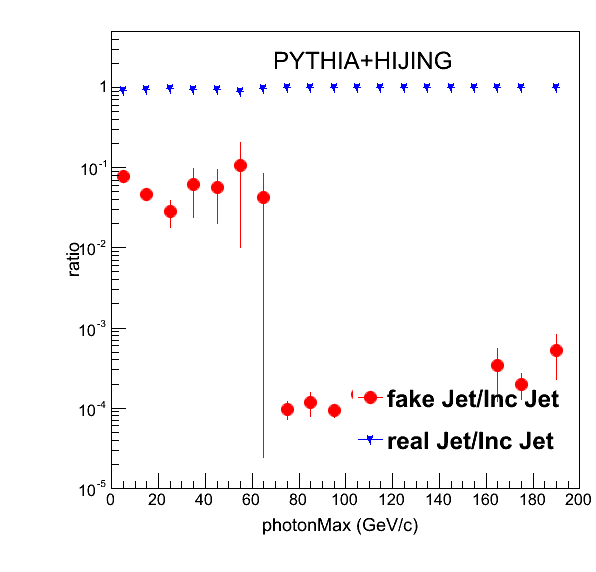 PYTHIA+HIJING
1
10-1
10-2
10-3
10-4
10-5
ratio
fake Jet/Inc Jet
real Jet/Inc Jet
0 20 40 60 80 100 120 140 160 180 200
photonMax (GeV/c)